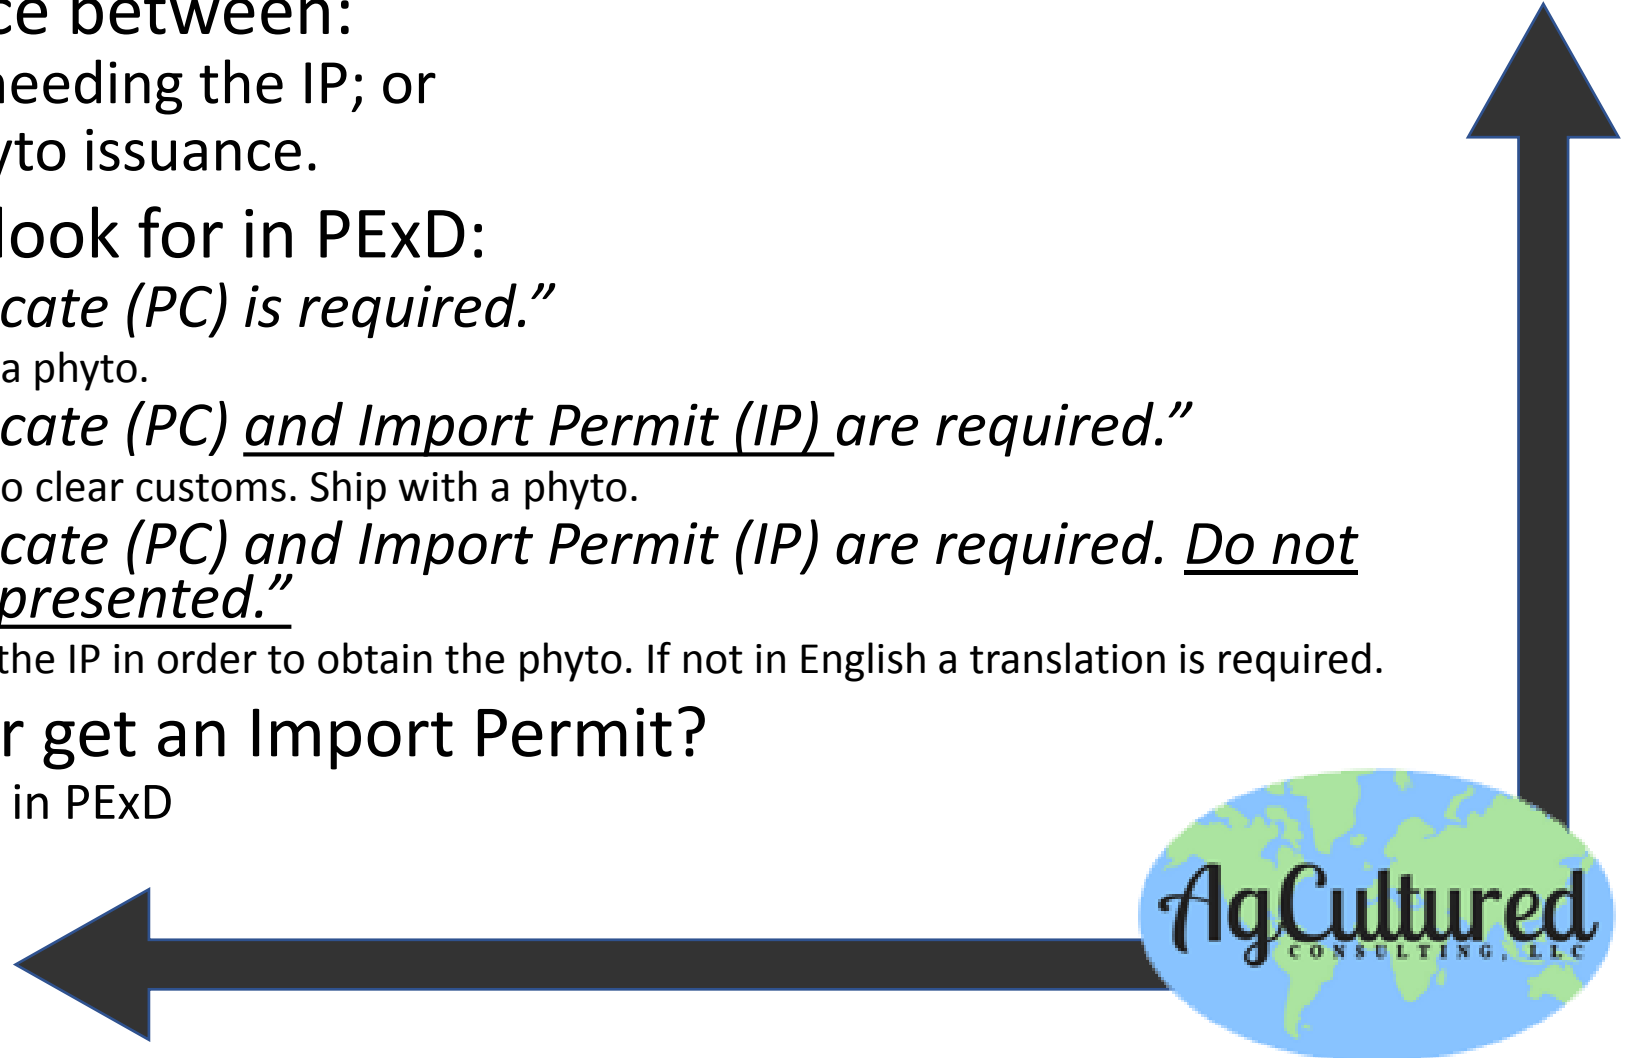 ce between:
needing the IP; or
yto issuance.
look for in PExD:
cate (PC) is required.”
a phyto.
cate (PC) and Import Permit (IP) are required.”
o clear customs. Ship with a phyto.
cate (PC) and Import Permit (IP) are required. Do not
presented.”
the IP in order to obtain the phyto. If not in English a translation is required.
r get an Import Permit?
in PExD
AgCultured
CONSULTING, LLC